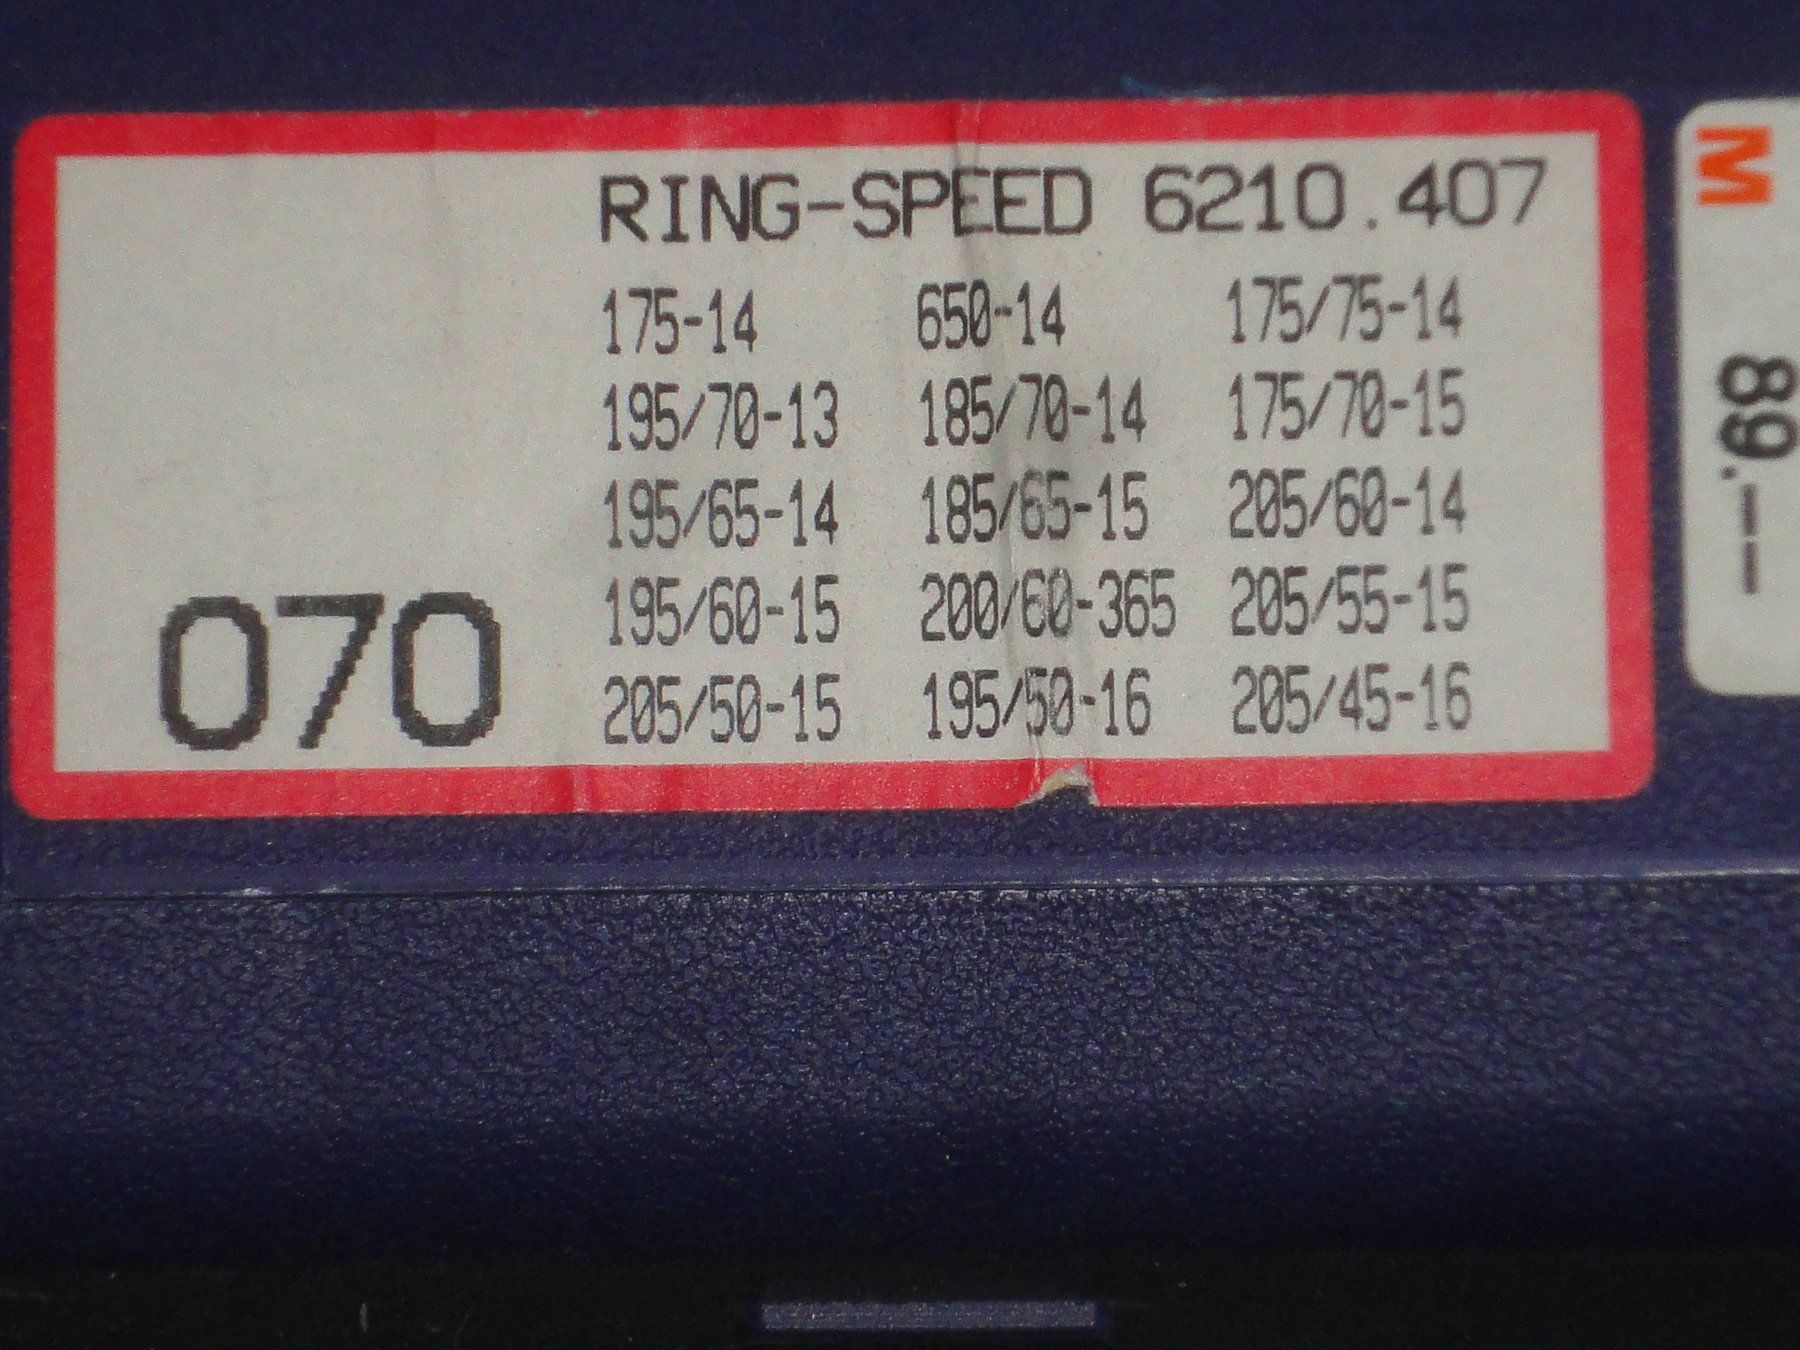 RING-SPEED 6210.407
175-14 650-14 175/75-14
195/70-13 185/70-14 175/70-15
195/65-14 185/65-15 205/60-14
195/60-15 200/60-365 205/55-15
205/50-15 195/50-16 205/45-16
070
M
89.--